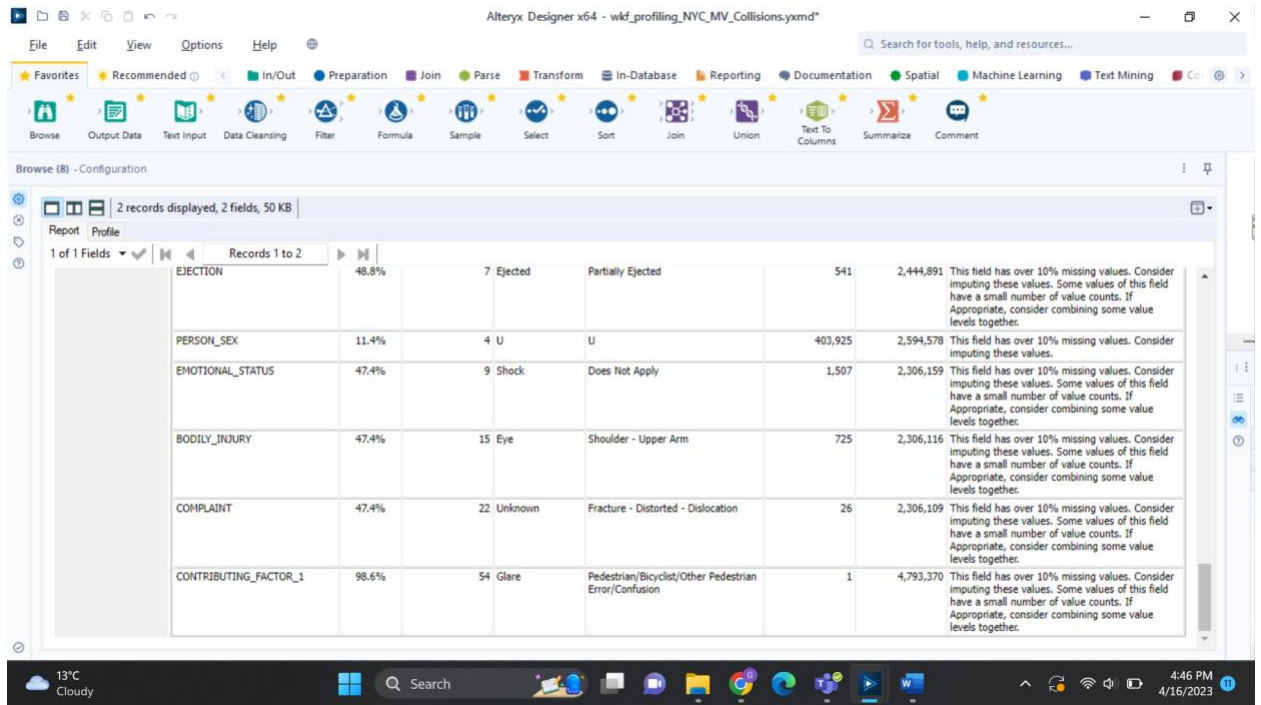 Alteryx Designer x64 - wkf_profiling_NYC_MV_Collisions.yxmd*
File Edit View Options Help
Search for tools, help, and resources...
Favorites Recommended In/Out Preparation Join Parse Transform In-Database Reporting Documentation Spatial Machine Learning Text Mining Co
Browse Output Data Text Input Data Cleansing Filter Formula Sample Select Sort Join Union Text To Summarize Comment
Columns
Browse (8) - Configuration
2 records displayed, 2 fields, 50 KB
Report Profile
1 of 1 Fields Records 1 to 2
EJECTION 48.8% 7 Ejected Partially Ejected 541 2,444,891 This field has over 10% missing values. Consider
imputing these values. Some values of this field
have a small number of value counts. If
Appropriate, consider combining some value
levels together.
PERSON_SEX 11.4% 4 U U 403,925 2,594,578 This field has over 10% missing values. Consider
imputing these values.
EMOTIONAL_STATUS 47.4% 9 Shock Does Not Apply 1,507 2,306,159 This field has over 10% missing values. Consider
imputing these values. Some values of this field
have a small number of value counts. If
Appropriate, consider combining some value
levels together.
BODILY_INJURY 47.4% 15 Eye Shoulder - Upper Arm 725 2,306,116 This field has over 10% missing values. Consider
imputing these values. Some values of this field
have a small number of value counts. If
Appropriate, consider combining some value
levels together.
COMPLAINT 47.4% 22 Unknown Fracture - Distorted - Dislocation 26 2,306,109 This field has over 10% missing values. Consider
imputing these values. Some values of this field
have a small number of value counts. If
Appropriate, consider combining some value
levels together.
CONTRIBUTING_FACTOR_1 98.6% 54 Glare Pedestrian/Bicyclist/Other Pedestrian 1 4,793,370 This field has over 10% missing values. Consider
Error/Confusion imputing these values. Some values of this field
have a small number of value counts. If
Appropriate, consider combining some value
levels together.
13°C
Cloudy
Search
4:46 PM
4/16/2023
11